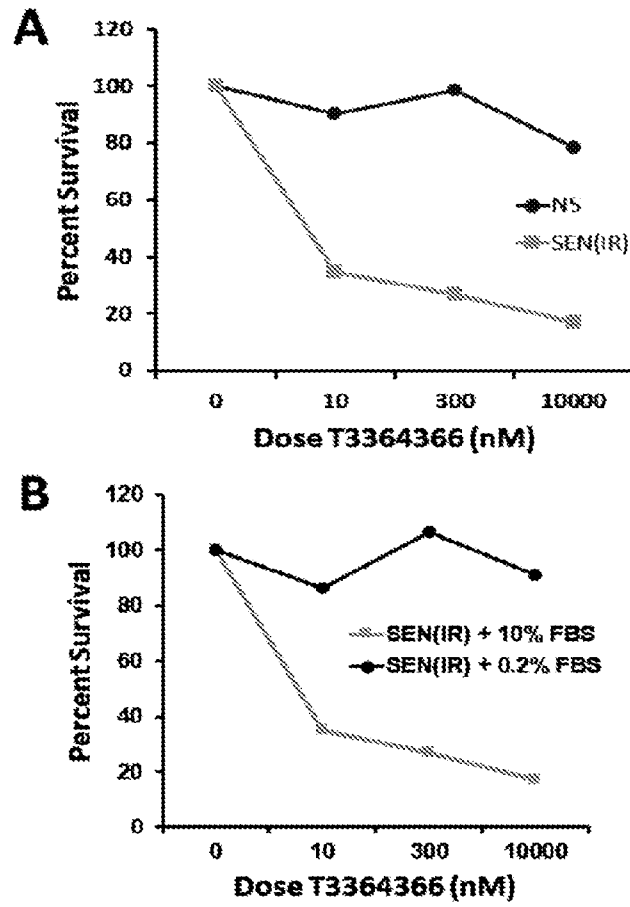 A
120
100
80
60
40
20
0
Percent Survival
NS
SEN(IR)
0 10 300 10000
Dose T3364366 (nM)
B
120
100
80
60
40
20
0
Percent Survival
SEN(IR) + 10% FBS
SEN(IR) + 0.2% FBS
0 10 300 10000
Dose T3364366 (nM)